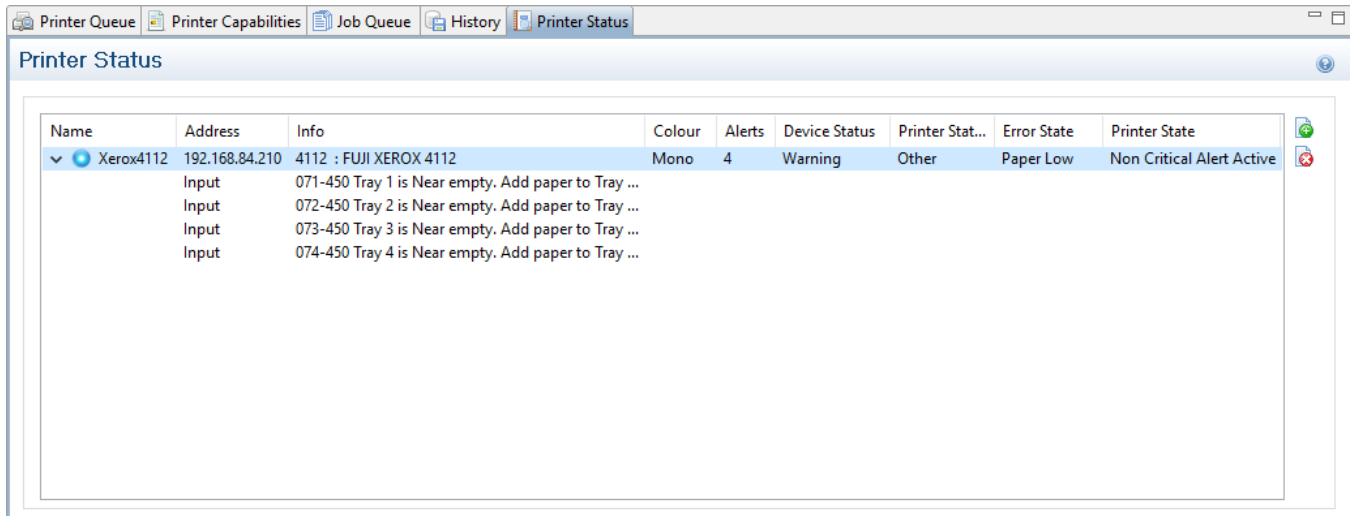 Printer Queue Printer Capabilities Job Queue History Printer Status
Printer Status
Name Address Info Colour Alerts Device Status Printer Stat... Error State Printer State
Xerox4112 192.168.84.210 4112 : FUJI XEROX 4112 Mono 4 Warning Other Paper Low Non Critical Alert Active
Input 071-450 Tray 1 is Near empty. Add paper to Tray ...
Input 072-450 Tray 2 is Near empty. Add paper to Tray ...
Input 073-450 Tray 3 is Near empty. Add paper to Tray ...
Input 074-450 Tray 4 is Near empty. Add paper to Tray ...